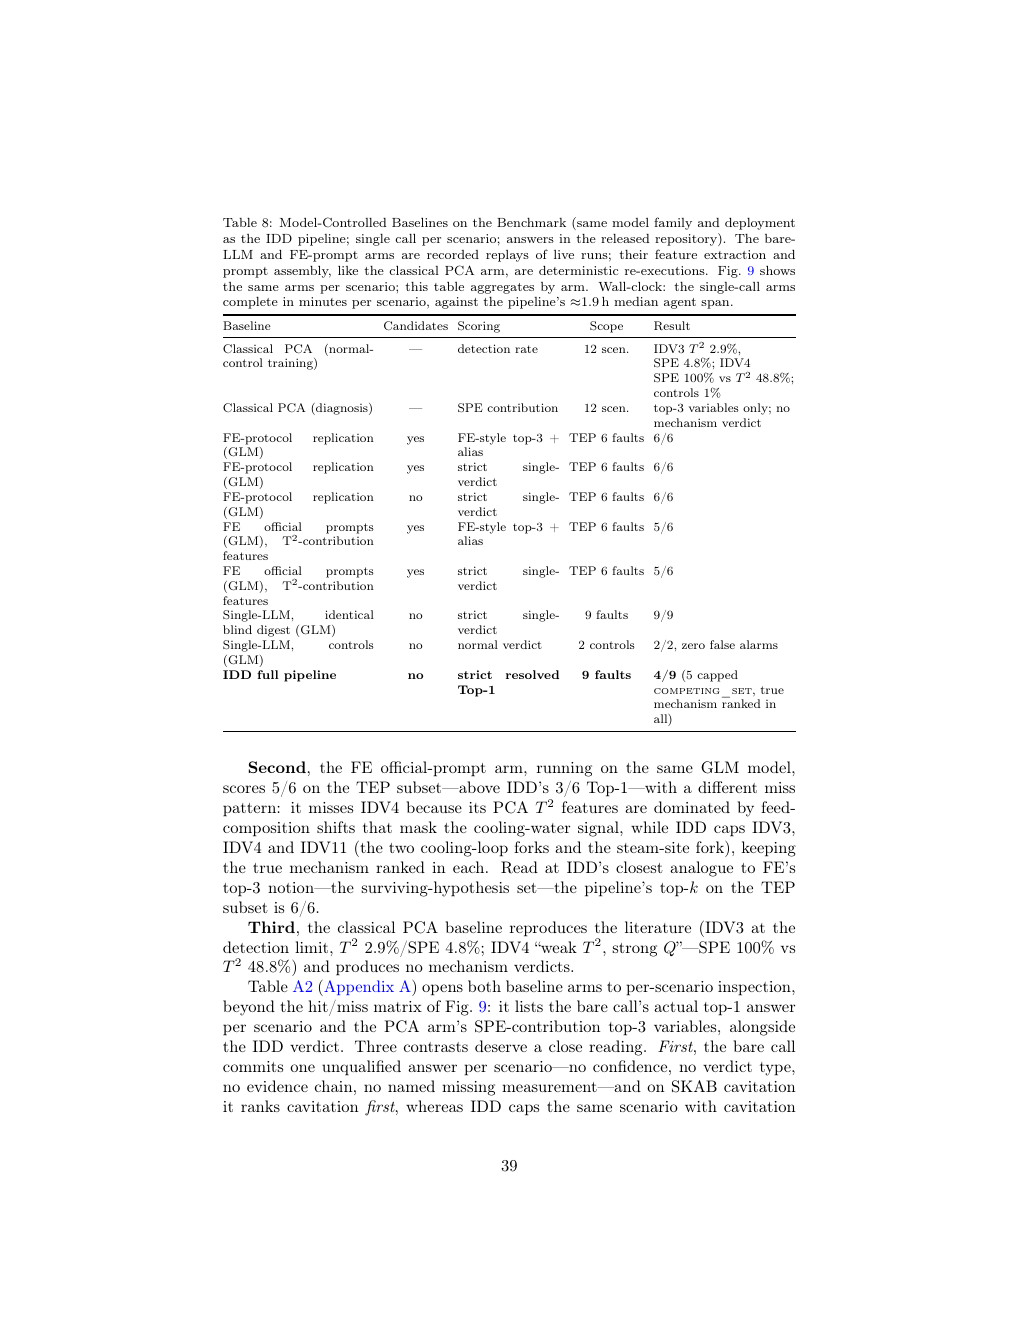 Table 8: Model-Controlled Baselines on the Benchmark (same model family and deployment
as the IDD pipeline; single call per scenario; answers in the released repository). The bare-
LLM and FE-prompt arms are recorded replays of live runs; their feature extraction and
prompt assembly, like the classical PCA arm, are deterministic re-executions. Fig. 9 shows
the same arms per scenario; this table aggregates by arm. Wall-clock: the single-call arms
complete in minutes per scenario, against the pipeline's ≈1.9 h median agent span.
Baseline Candidates Scoring Scope Result
Classical PCA (normal- — detection rate 12 scen. IDV3 T² 2.9%,
control training) SPE 4.8%; IDV4
SPE 100% vs T² 48.8%;
controls 1%
Classical PCA (diagnosis) — SPE contribution 12 scen. top-3 variables only; no
mechanism verdict
FE-protocol replication yes FE-style top-3 + TEP 6 faults 6/6
(GLM) alias
FE-protocol replication yes strict single- TEP 6 faults 6/6
(GLM) verdict
FE-protocol replication no strict single- TEP 6 faults 6/6
(GLM) verdict
FE official prompts yes FE-style top-3 + TEP 6 faults 5/6
(GLM), T²-contribution alias
features
FE official prompts yes strict single- TEP 6 faults 5/6
(GLM), T²-contribution verdict
features
Single-LLM, identical no strict single- 9 faults 9/9
blind digest (GLM) verdict
Single-LLM, controls no normal verdict 2 controls 2/2, zero false alarms
(GLM)
IDD full pipeline no strict resolved 9 faults 4/9 (5 capped
Top-1 COMPETING_SET, true
mechanism ranked in
all)
Second, the FE official-prompt arm, running on the same GLM model,
scores 5/6 on the TEP subset—above IDD's 3/6 Top-1—with a different miss
pattern: it misses IDV4 because its PCA T² features are dominated by feed-
composition shifts that mask the cooling-water signal, while IDD caps IDV3,
IDV4 and IDV11 (the two cooling-loop forks and the steam-site fork), keeping
the true mechanism ranked in each. Read at IDD's closest analogue to FE's
top-3 notion—the surviving-hypothesis set—the pipeline's top-k on the TEP
subset is 6/6.
Third, the classical PCA baseline reproduces the literature (IDV3 at the
detection limit, T² 2.9%/SPE 4.8%; IDV4 “weak T², strong Q”—SPE 100% vs
T² 48.8%) and produces no mechanism verdicts.
Table A2 (Appendix A) opens both baseline arms to per-scenario inspection,
beyond the hit/miss matrix of Fig. 9: it lists the bare call's actual top-1 answer
per scenario and the PCA arm's SPE-contribution top-3 variables, alongside
the IDD verdict. Three contrasts deserve a close reading. First, the bare call
commits one unqualified answer per scenario—no confidence, no verdict type,
no evidence chain, no named missing measurement—and on SKAB cavitation
it ranks cavitation first, whereas IDD caps the same scenario with cavitation
39